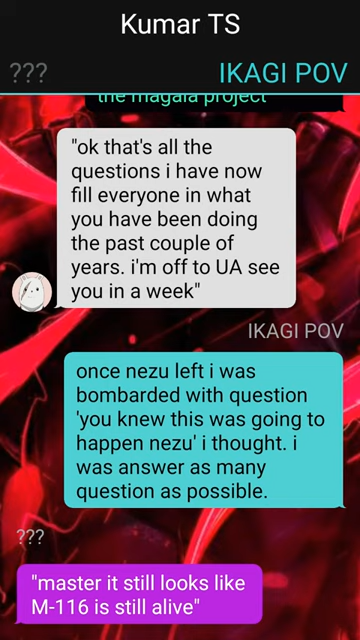 Kumar TS
???
IKAGI POV
the magala project
"ok that's all the
questions i have now
fill everyone in what
you have been doing
the past couple of
years. i'm off to UA see
you in a week"
IKAGI POV
once nezu left i was
bombarded with question
'you knew this was going to
happen nezu' i thought. i
was answer as many
question as possible.
???
"master it still looks like
M-116 is still alive"